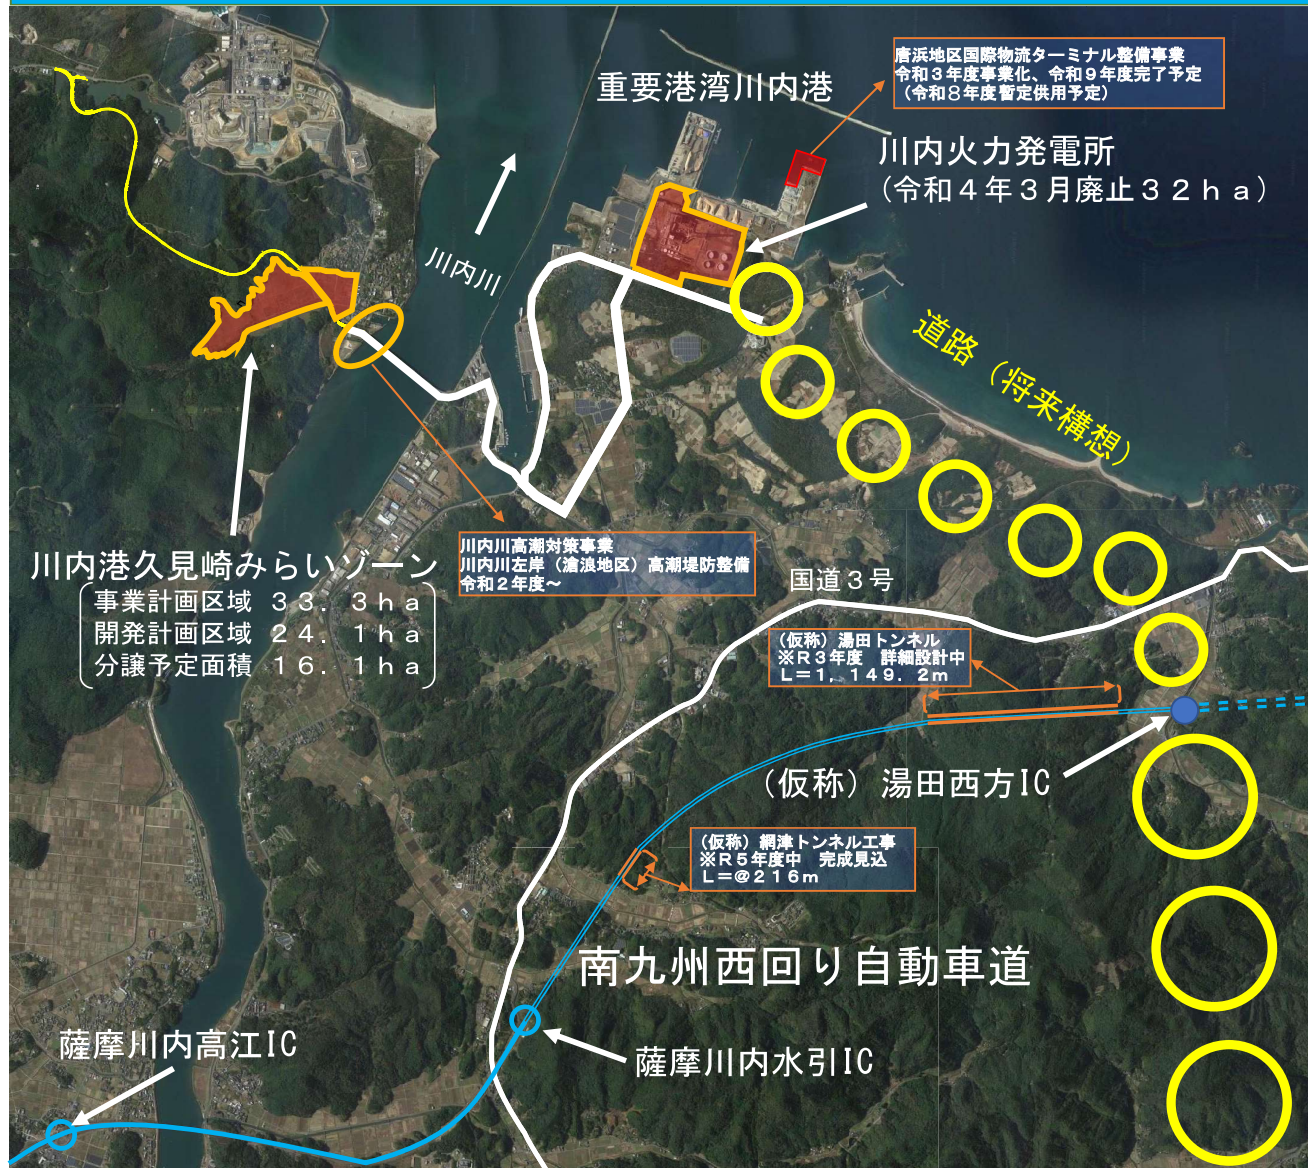 唐浜地区国際物流ターミナル整備事業
令和３年度事業化、令和９年度完了予定
（令和８年度暫定供用予定）
重要港湾川内港
川内火力発電所
（令和４年３月廃止３２ｈａ）
川内川
道路（将来構想）
川内港久見崎みらいゾーン
事業計画区域 ３３．３ｈａ
開発計画区域 ２４．１ｈａ
分譲予定面積 １６．１ｈａ
川内川高潮対策事業
川内川左岸（滄浪地区）高潮堤防整備
令和２年度～
国道３号
（仮称）湯田トンネル
※Ｒ３年度　詳細設計中
Ｌ＝１，１４９．２ｍ
（仮称）湯田西方IC
（仮称）網津トンネル工事
※Ｒ５年度中　完成見込
Ｌ＝@２１６ｍ
南九州西回り自動車道
薩摩川内高江IC
薩摩川内水引IC